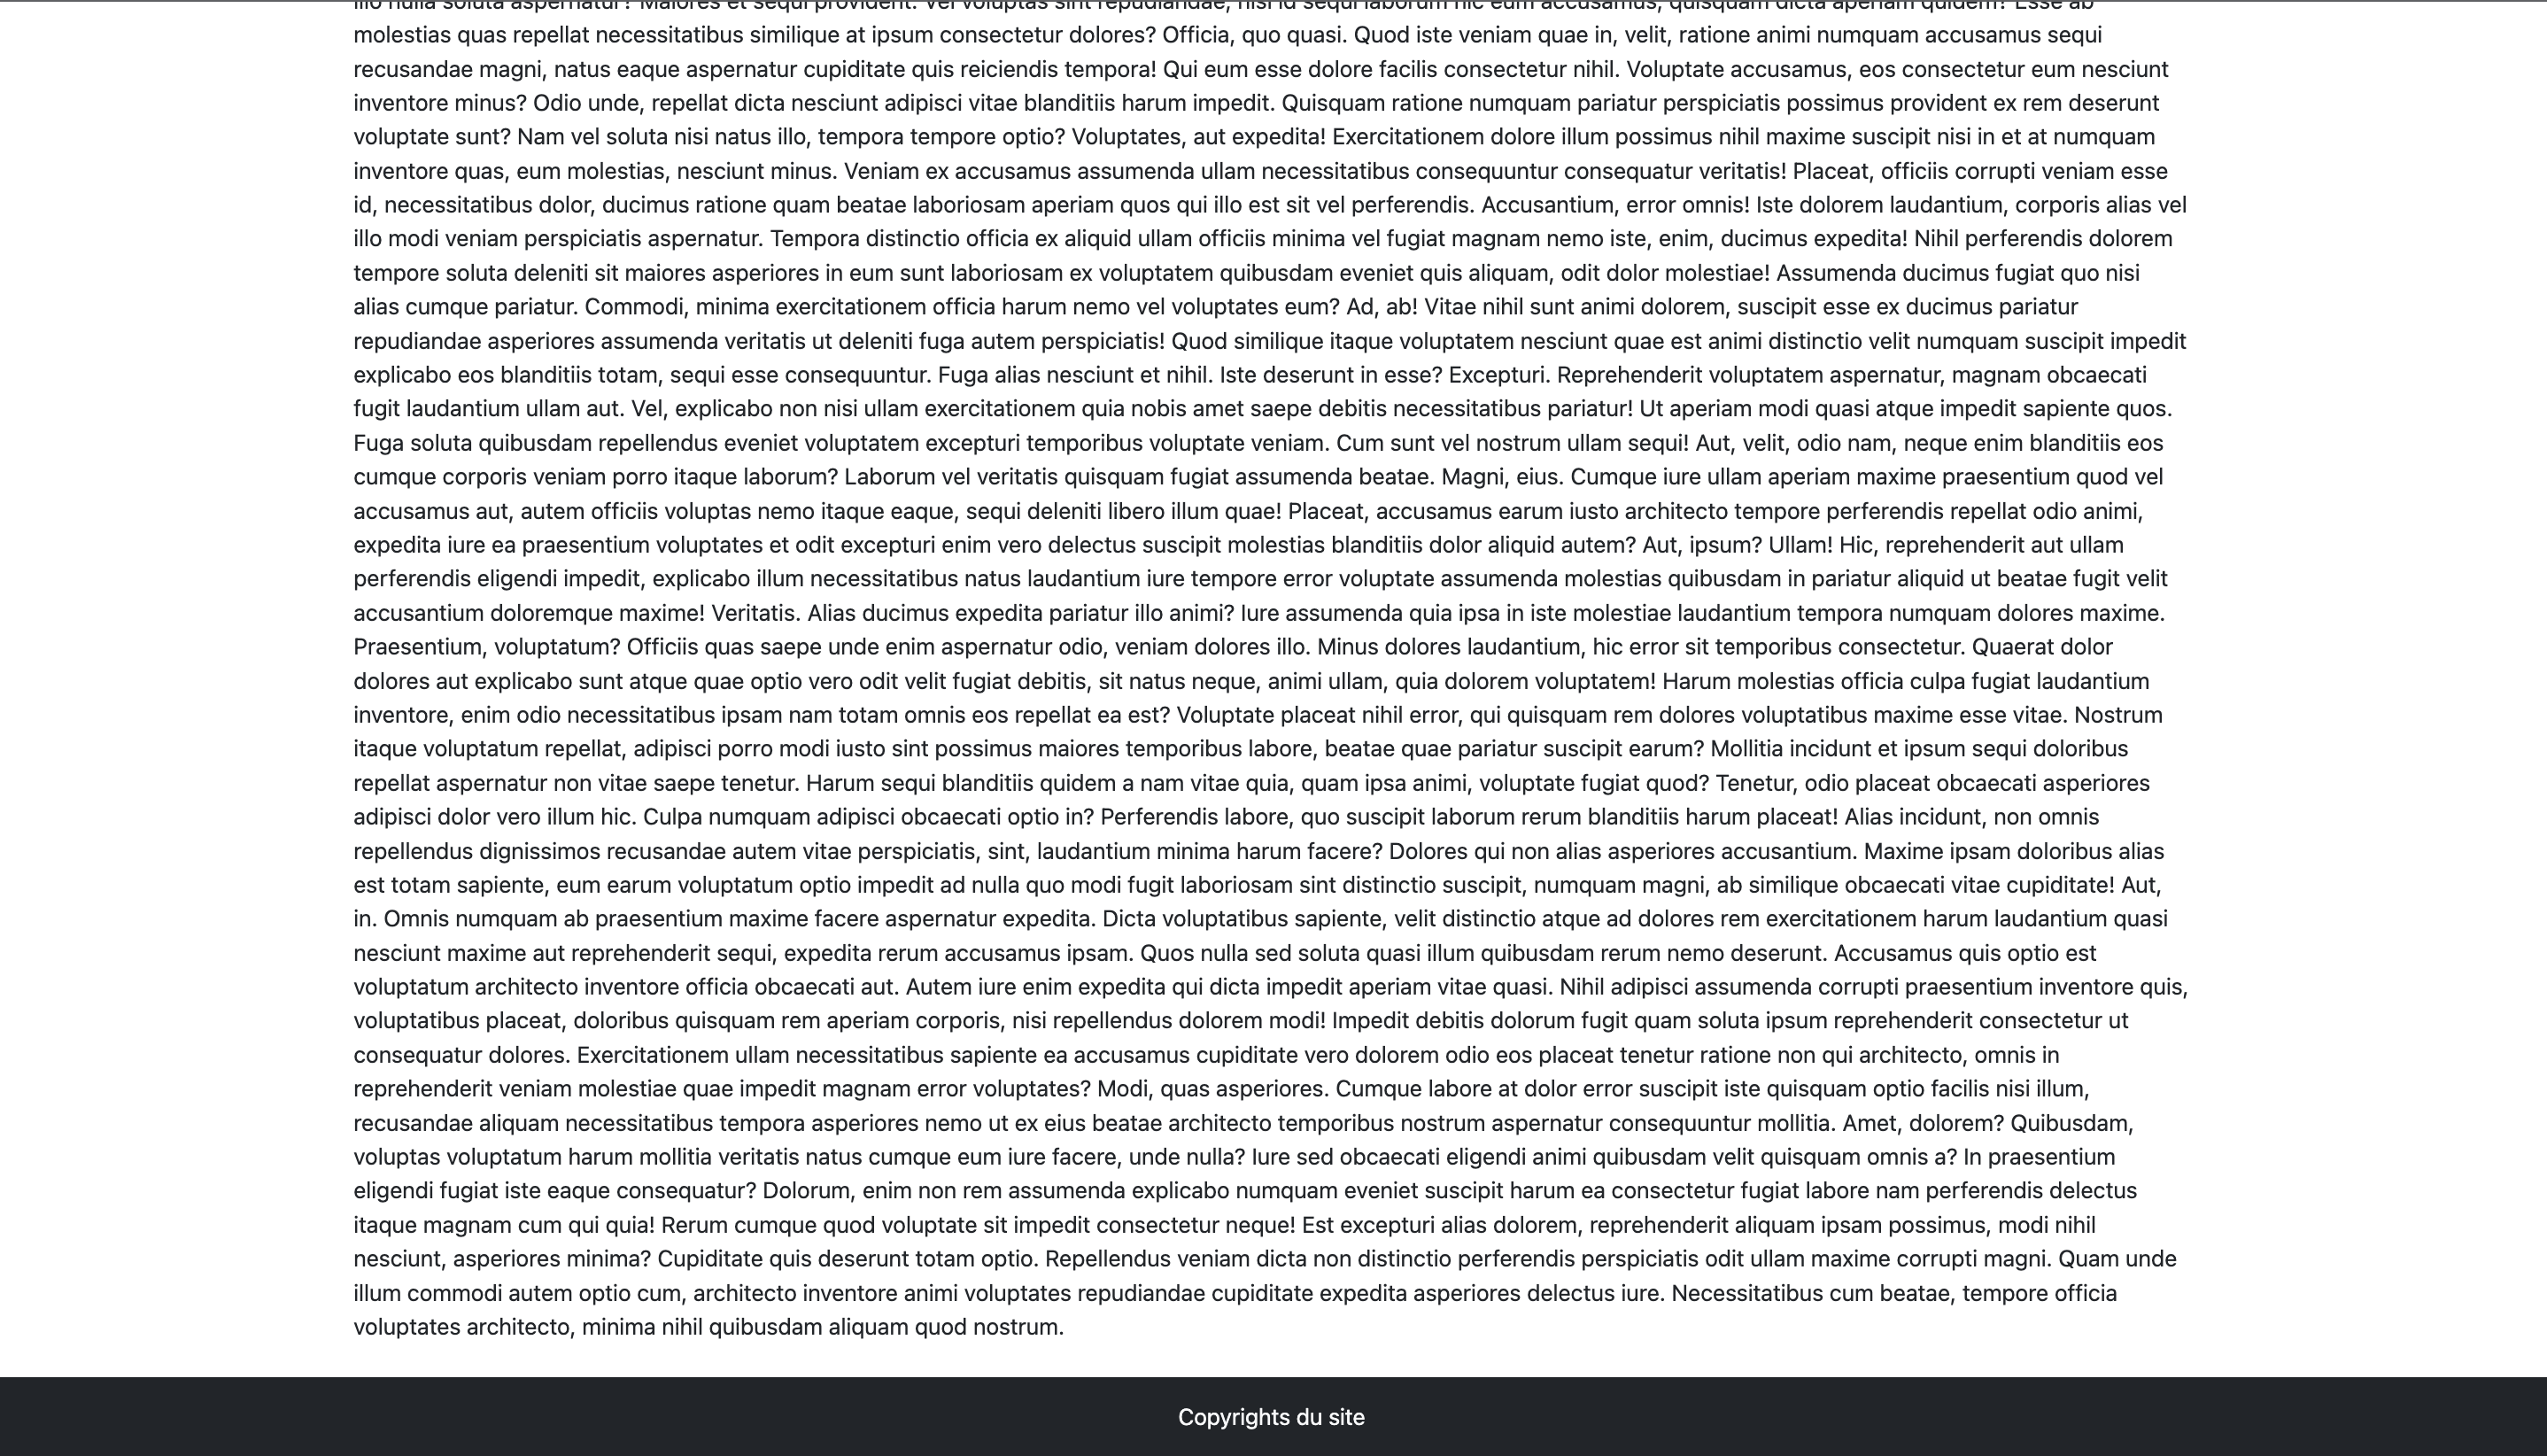 illo nulla soluta aspernatur? Maiores et sequi provident. Vel voluptas sint repudiandae, nisi id sequi laborum hic eum accusamus, quisquam dicta aperiam quidem? Esse ab
molestias quas repellat necessitatibus similique at ipsum consectetur dolores? Officia, quo quasi. Quod iste veniam quae in, velit, ratione animi numquam accusamus sequi
recusandae magni, natus eaque aspernatur cupiditate quis reiciendis tempora! Qui eum esse dolore facilis consectetur nihil. Voluptate accusamus, eos consectetur eum nesciunt
inventore minus? Odio unde, repellat dicta nesciunt adipisci vitae blanditiis harum impedit. Quisquam ratione numquam pariatur perspiciatis possimus provident ex rem deserunt
voluptate sunt? Nam vel soluta nisi natus illo, tempora tempore optio? Voluptates, aut expedita! Exercitationem dolore illum possimus nihil maxime suscipit nisi in et at numquam
inventore quas, eum molestias, nesciunt minus. Veniam ex accusamus assumenda ullam necessitatibus consequuntur consequatur veritatis! Placeat, officiis corrupti veniam esse
id, necessitatibus dolor, ducimus ratione quam beatae laboriosam aperiam quos qui illo est sit vel perferendis. Accusantium, error omnis! Iste dolorem laudantium, corporis alias vel
illo modi veniam perspiciatis aspernatur. Tempora distinctio officia ex aliquid ullam officiis minima vel fugiat magnam nemo iste, enim, ducimus expedita! Nihil perferendis dolorem
tempore soluta deleniti sit maiores asperiores in eum sunt laboriosam ex voluptatem quibusdam eveniet quis aliquam, odit dolor molestiae! Assumenda ducimus fugiat quo nisi
alias cumque pariatur. Commodi, minima exercitationem officia harum nemo vel voluptates eum? Ad, ab! Vitae nihil sunt animi dolorem, suscipit esse ex ducimus pariatur
repudiandae asperiores assumenda veritatis ut deleniti fuga autem perspiciatis! Quod similique itaque voluptatem nesciunt quae est animi distinctio velit numquam suscipit impedit
explicabo eos blanditiis totam, sequi esse consequuntur. Fuga alias nesciunt et nihil. Iste deserunt in esse? Excepturi. Reprehenderit voluptatem aspernatur, magnam obcaecati
fugit laudantium ullam aut. Vel, explicabo non nisi ullam exercitationem quia nobis amet saepe debitis necessitatibus pariatur! Ut aperiam modi quasi atque impedit sapiente quos.
Fuga soluta quibusdam repellendus eveniet voluptatem excepturi temporibus voluptate veniam. Cum sunt vel nostrum ullam sequi! Aut, velit, odio nam, neque enim blanditiis eos
cumque corporis veniam porro itaque laborum? Laborum vel veritatis quisquam fugiat assumenda beatae. Magni, eius. Cumque iure ullam aperiam maxime praesentium quod vel
accusamus aut, autem officiis voluptas nemo itaque eaque, sequi deleniti libero illum quae! Placeat, accusamus earum iusto architecto tempore perferendis repellat odio animi,
expedita iure ea praesentium voluptates et odit excepturi enim vero delectus suscipit molestias blanditiis dolor aliquid autem? Aut, ipsum? Ullam! Hic, reprehenderit aut ullam
perferendis eligendi impedit, explicabo illum necessitatibus natus laudantium iure tempore error voluptate assumenda molestias quibusdam in pariatur aliquid ut beatae fugit velit
accusantium doloremque maxime! Veritatis. Alias ducimus expedita pariatur illo animi? Iure assumenda quia ipsa in iste molestiae laudantium tempora numquam dolores maxime.
Praesentium, voluptatum? Officiis quas saepe unde enim aspernatur odio, veniam dolores illo. Minus dolores laudantium, hic error sit temporibus consectetur. Quaerat dolor
dolores aut explicabo sunt atque quae optio vero odit velit fugiat debitis, sit natus neque, animi ullam, quia dolorem voluptatem! Harum molestias officia culpa fugiat laudantium
inventore, enim odio necessitatibus ipsam nam totam omnis eos repellat ea est? Voluptate placeat nihil error, qui quisquam rem dolores voluptatibus maxime esse vitae. Nostrum
itaque voluptatum repellat, adipisci porro modi iusto sint possimus maiores temporibus labore, beatae quae pariatur suscipit earum? Mollitia incidunt et ipsum sequi doloribus
repellat aspernatur non vitae saepe tenetur. Harum sequi blanditiis quidem a nam vitae quia, quam ipsa animi, voluptate fugiat quod? Tenetur, odio placeat obcaecati asperiores
adipisci dolor vero illum hic. Culpa numquam adipisci obcaecati optio in? Perferendis labore, quo suscipit laborum rerum blanditiis harum placeat! Alias incidunt, non omnis
repellendus dignissimos recusandae autem vitae perspiciatis, sint, laudantium minima harum facere? Dolores qui non alias asperiores accusantium. Maxime ipsam doloribus alias
est totam sapiente, eum earum voluptatum optio impedit ad nulla quo modi fugit laboriosam sint distinctio suscipit, numquam magni, ab similique obcaecati vitae cupiditate! Aut,
in. Omnis numquam ab praesentium maxime facere aspernatur expedita. Dicta voluptatibus sapiente, velit distinctio atque ad dolores rem exercitationem harum laudantium quasi
nesciunt maxime aut reprehenderit sequi, expedita rerum accusamus ipsam. Quos nulla sed soluta quasi illum quibusdam rerum nemo deserunt. Accusamus quis optio est
voluptatum architecto inventore officia obcaecati aut. Autem iure enim expedita qui dicta impedit aperiam vitae quasi. Nihil adipisci assumenda corrupti praesentium inventore quis,
voluptatibus placeat, doloribus quisquam rem aperiam corporis, nisi repellendus dolorem modi! Impedit debitis dolorum fugit quam soluta ipsum reprehenderit consectetur ut
consequatur dolores. Exercitationem ullam necessitatibus sapiente ea accusamus cupiditate vero dolorem odio eos placeat tenetur ratione non qui architecto, omnis in
reprehenderit veniam molestiae quae impedit magnam error voluptates? Modi, quas asperiores. Cumque labore at dolor error suscipit iste quisquam optio facilis nisi illum,
recusandae aliquam necessitatibus tempora asperiores nemo ut ex eius beatae architecto temporibus nostrum aspernatur consequuntur mollitia. Amet, dolorem? Quibusdam,
voluptas voluptatum harum mollitia veritatis natus cumque eum iure facere, unde nulla? Iure sed obcaecati eligendi animi quibusdam velit quisquam omnis a? In praesentium
eligendi fugiat iste eaque consequatur? Dolorum, enim non rem assumenda explicabo numquam eveniet suscipit harum ea consectetur fugiat labore nam perferendis delectus
itaque magnam cum qui quia! Rerum cumque quod voluptate sit impedit consectetur neque! Est excepturi alias dolorem, reprehenderit aliquam ipsam possimus, modi nihil
nesciunt, asperiores minima? Cupiditate quis deserunt totam optio. Repellendus veniam dicta non distinctio perferendis perspiciatis odit ullam maxime corrupti magni. Quam unde
illum commodi autem optio cum, architecto inventore animi voluptates repudiandae cupiditate expedita asperiores delectus iure. Necessitatibus cum beatae, tempore officia
voluptates architecto, minima nihil quibusdam aliquam quod nostrum.
Copyrights du site